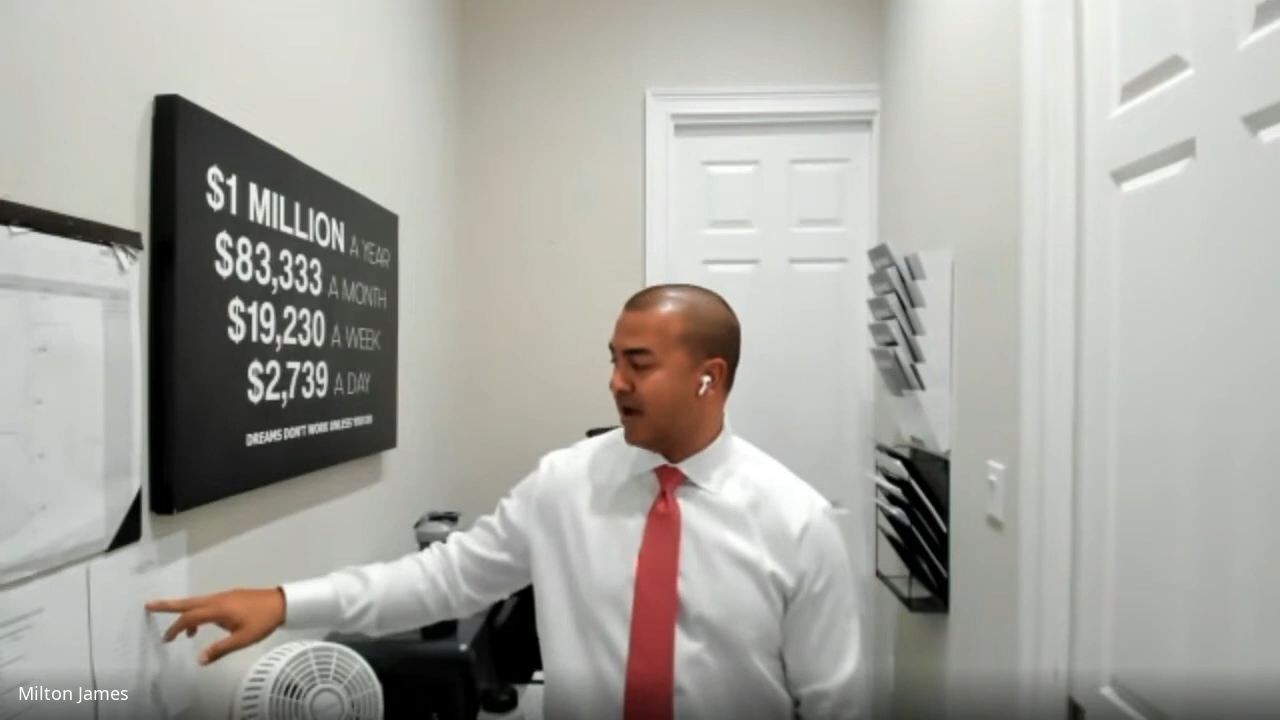 $1 MILLION A YEAR
$83,333 A MONTH
$19,230 A WEEK
$2,739 A DAY
DREAMS DON'T WORK UNLESS YOU DO
Milton James